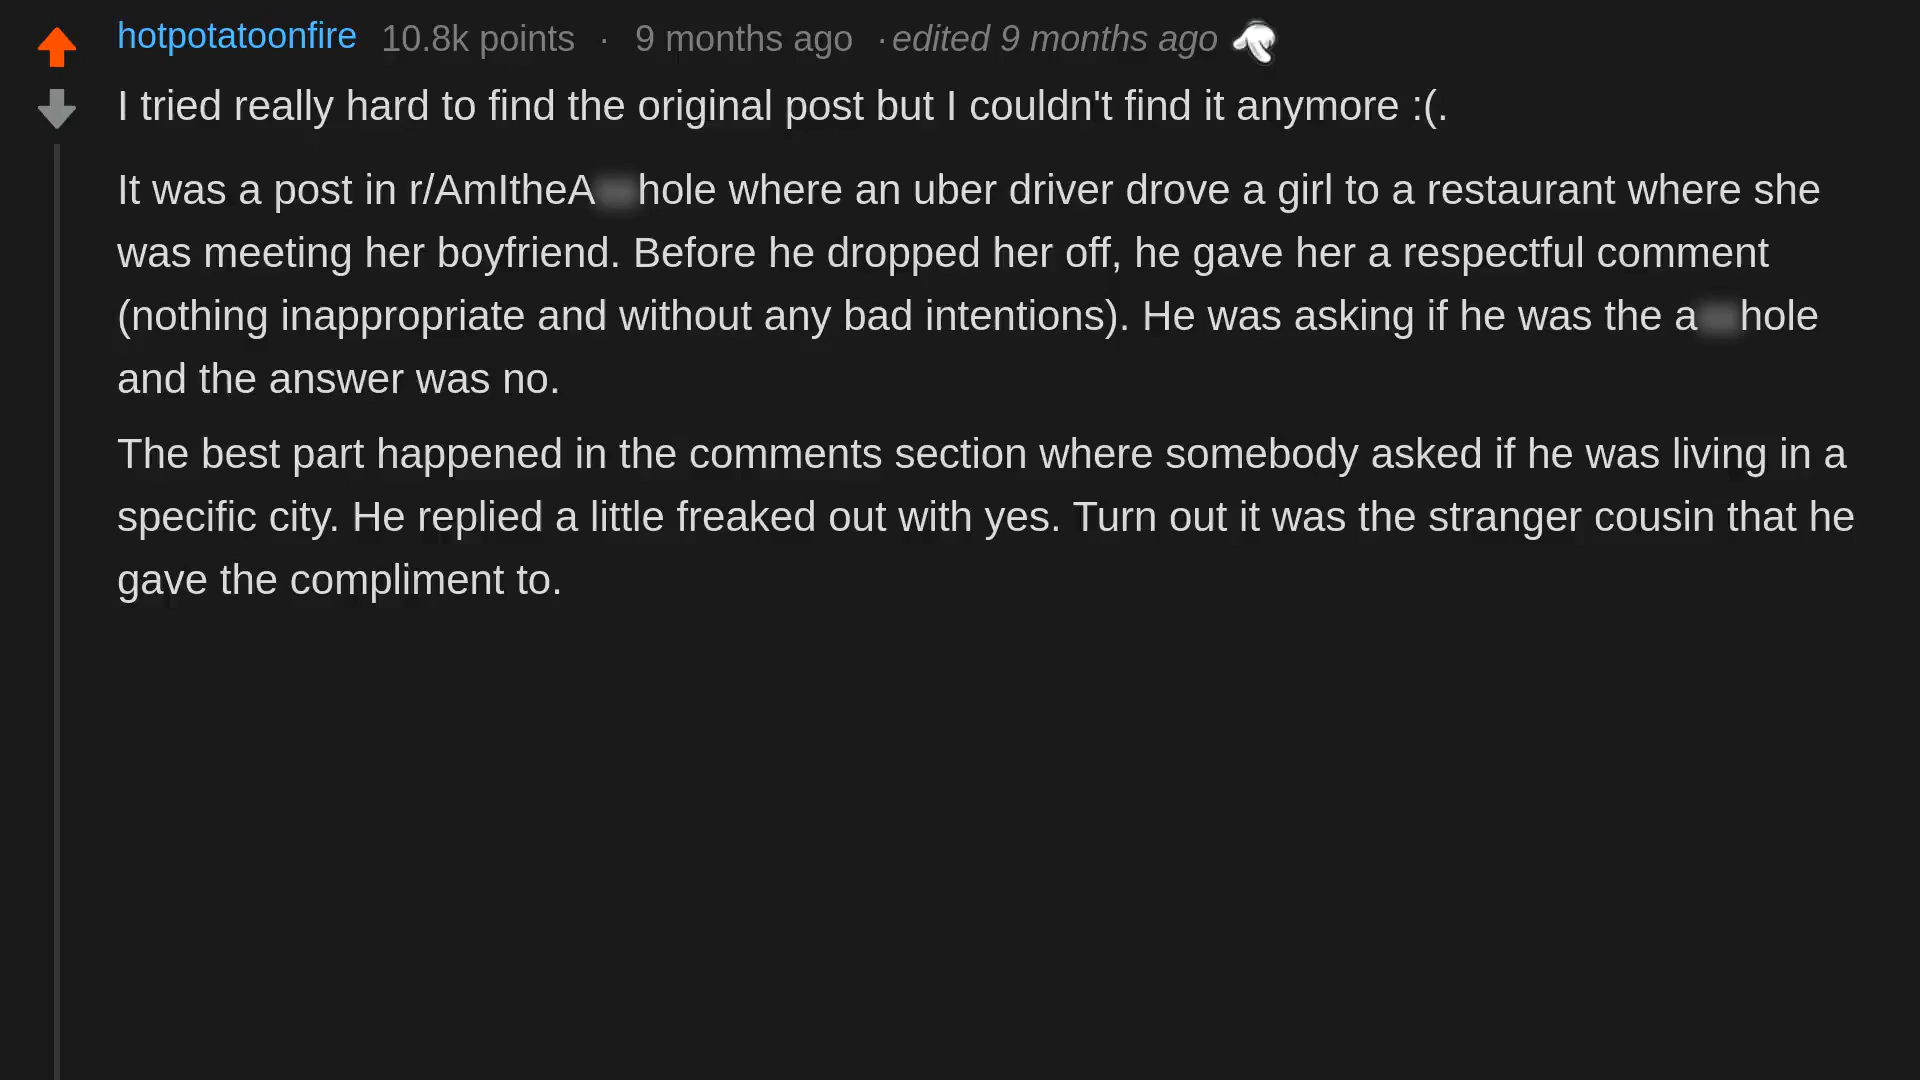 hotpotatoonfire 10.8k points · 9 months ago · edited 9 months ago
I tried really hard to find the original post but I couldn't find it anymore :(.
It was a post in r/AmItheA hole where an uber driver drove a girl to a restaurant where she
was meeting her boyfriend. Before he dropped her off, he gave her a respectful comment
(nothing inappropriate and without any bad intentions). He was asking if he was the a hole
and the answer was no.
The best part happened in the comments section where somebody asked if he was living in a
specific city. He replied a little freaked out with yes. Turn out it was the stranger cousin that he
gave the compliment to.